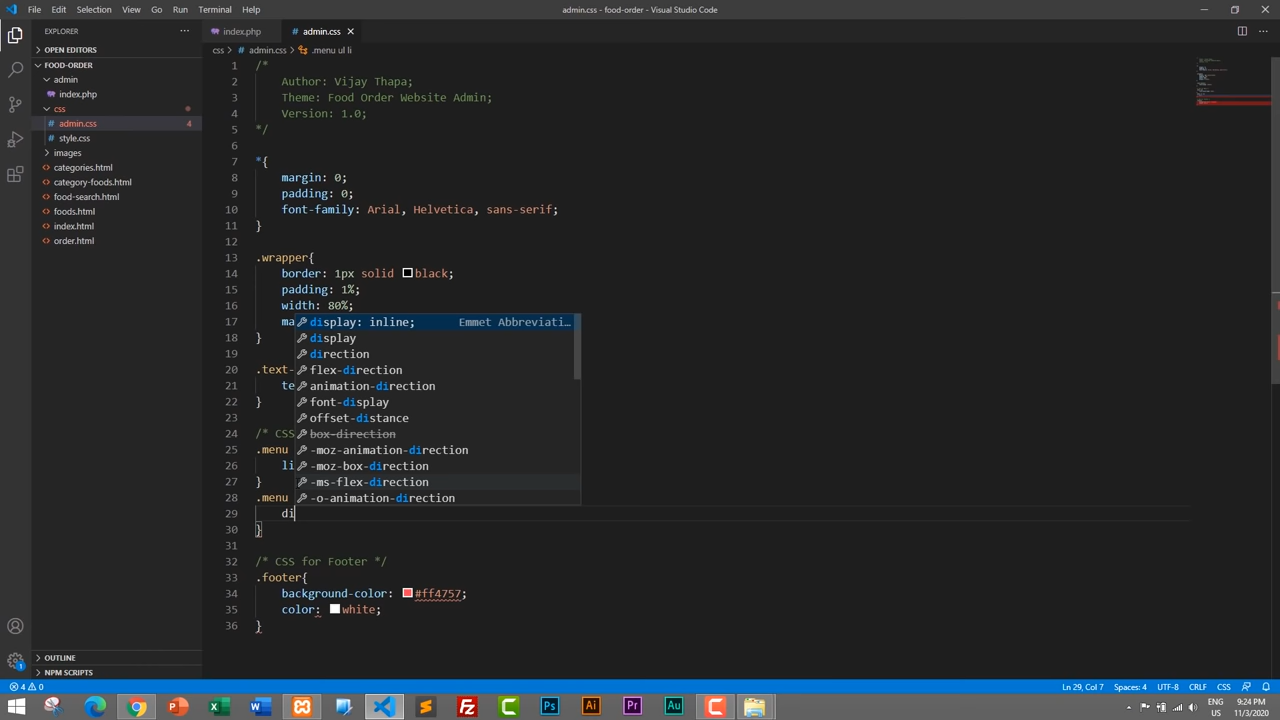 File Edit Selection View Go Run Terminal Help
admin.css - food-order - Visual Studio Code
EXPLORER
index.php
admin.css
OPEN EDITORS
css > admin.css > .menu ul li
FOOD-ORDER
admin
index.php
css
admin.css 4
style.css
images
categories.html
category-foods.html
food-search.html
foods.html
index.html
order.html
OUTLINE
NPM SCRIPTS
1 /*
2 Author: Vijay Thapa;
3 Theme: Food Order Website Admin;
4 Version: 1.0;
5 */
6
7 *{
8 margin: 0;
9 padding: 0;
10 font-family: Arial, Helvetica, sans-serif;
11 }
12
13 .wrapper{
14 border: 1px solid black;
15 padding: 1%;
16 width: 80%;
17 ma
18 }
19
20 .text-
21 te
22 }
23
24 /* CSS
25 .menu
26 li
27 }
28 .menu
29 di
30 }
31
32 /* CSS for Footer */
33 .footer{
34 background-color: #ff4757;
35 color: white;
36 }
display: inline; Emmet Abbreviati...
display
direction
flex-direction
animation-direction
font-display
offset-distance
box-direction
-moz-animation-direction
-moz-box-direction
-ms-flex-direction
-o-animation-direction
4 0
Ln 29, Col 7 Spaces: 4 UTF-8 CRLF CSS
1
9:24 PM
11/3/2020